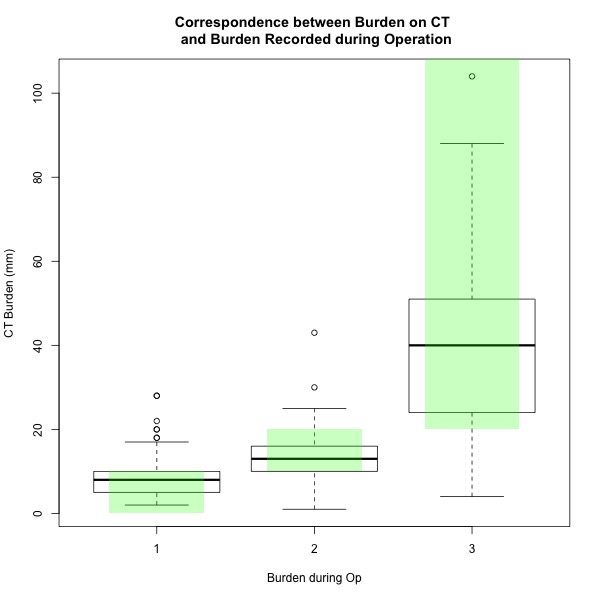 Correspondence between Burden on CT
and Burden Recorded during Operation
CT Burden (mm)
100
80
60
40
20
0
1 2 3
Burden during Op